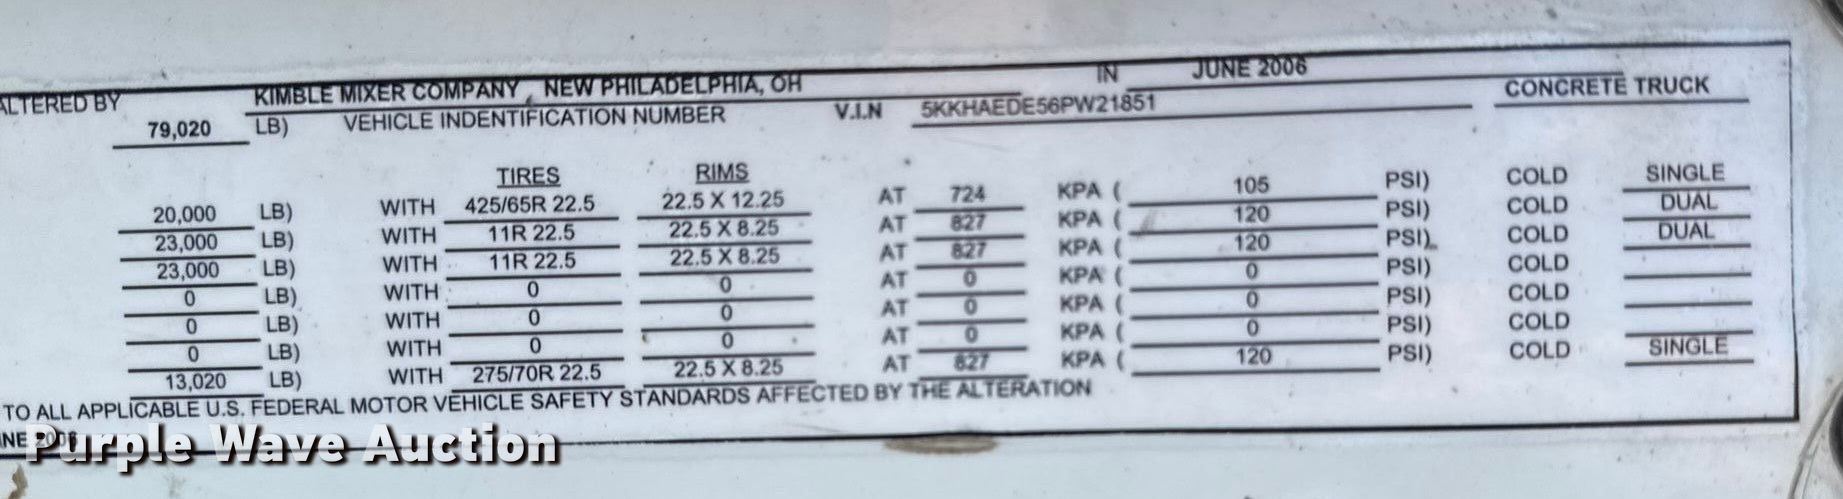 ALTERED BY KIMBLE MIXER COMPANY , NEW PHILADELPHIA, OH IN JUNE 2006
79,020 LB) VEHICLE INDENTIFICATION NUMBER V.I.N 5KKHAEDE56PW21851 CONCRETE TRUCK
TIRES RIMS
20,000 LB) WITH 425/65R 22.5 22.5 X 12.25 AT 724 KPA ( 105 PSI) COLD SINGLE
23,000 LB) WITH 11R 22.5 22.5 X 8.25 AT 827 KPA ( 120 PSI) COLD DUAL
23,000 LB) WITH 11R 22.5 22.5 X 8.25 AT 827 KPA ( 120 PSI) COLD DUAL
0 LB) WITH 0 0 AT 0 KPA ( 0 PSI) COLD
0 LB) WITH 0 0 AT 0 KPA ( 0 PSI) COLD
0 LB) WITH 0 0 AT 0 KPA ( 0 PSI) COLD
13,020 LB) WITH 275/70R 22.5 22.5 X 8.25 AT 827 KPA ( 120 PSI) COLD SINGLE
TO ALL APPLICABLE U.S. FEDERAL MOTOR VEHICLE SAFETY STANDARDS AFFECTED BY THE ALTERATION
NE 2006
Purple Wave Auction